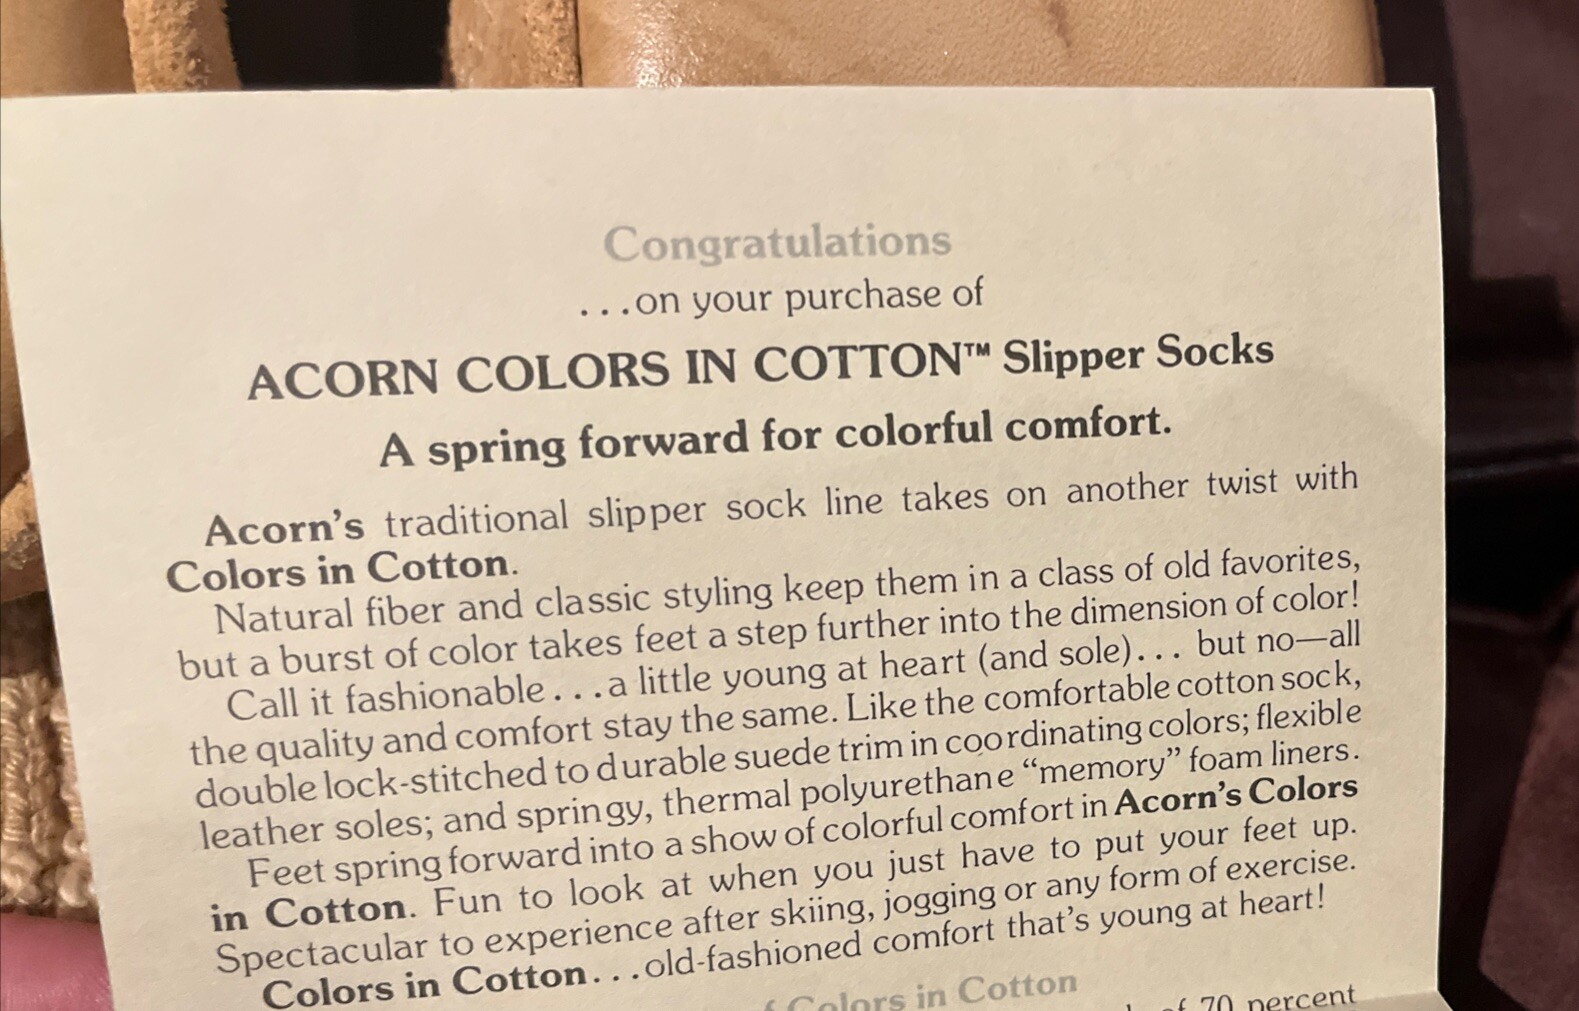 Congratulations
...on your purchase of
ACORN COLORS IN COTTON™ Slipper Socks
A spring forward for colorful comfort.
Acorn's traditional slipper sock line takes on another twist with
Colors in Cotton.
Natural fiber and classic styling keep them in a class of old favorites,
but a burst of color takes feet a step further into the dimension of color!
Call it fashionable...a little young at heart (and sole)... but no—all
the quality and comfort stay the same. Like the comfortable cotton sock,
double lock-stitched to durable suede trim in coordinating colors; flexible
leather soles; and springy, thermal polyurethane “memory” foam liners.
Feet spring forward into a show of colorful comfort in Acorn's Colors
in Cotton. Fun to look at when you just have to put your feet up.
Spectacular to experience after skiing, jogging or any form of exercise.
Colors in Cotton...old-fashioned comfort that's young at heart!
Colors in Cotton
of 70 percent